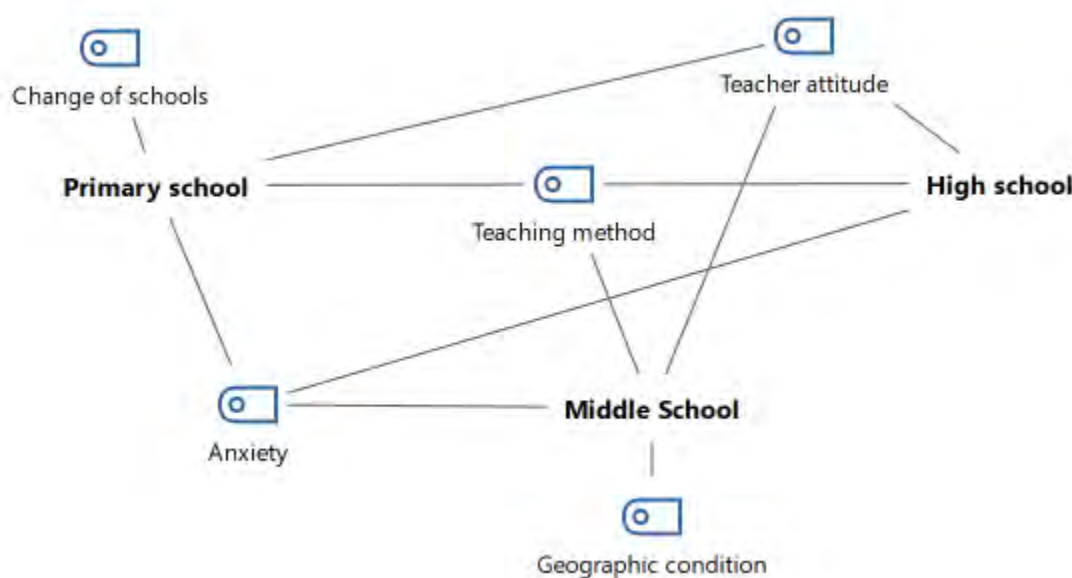 Change of schools
Teacher attitude
Primary school
High school
Teaching method
Anxiety
Middle School
Geographic condition